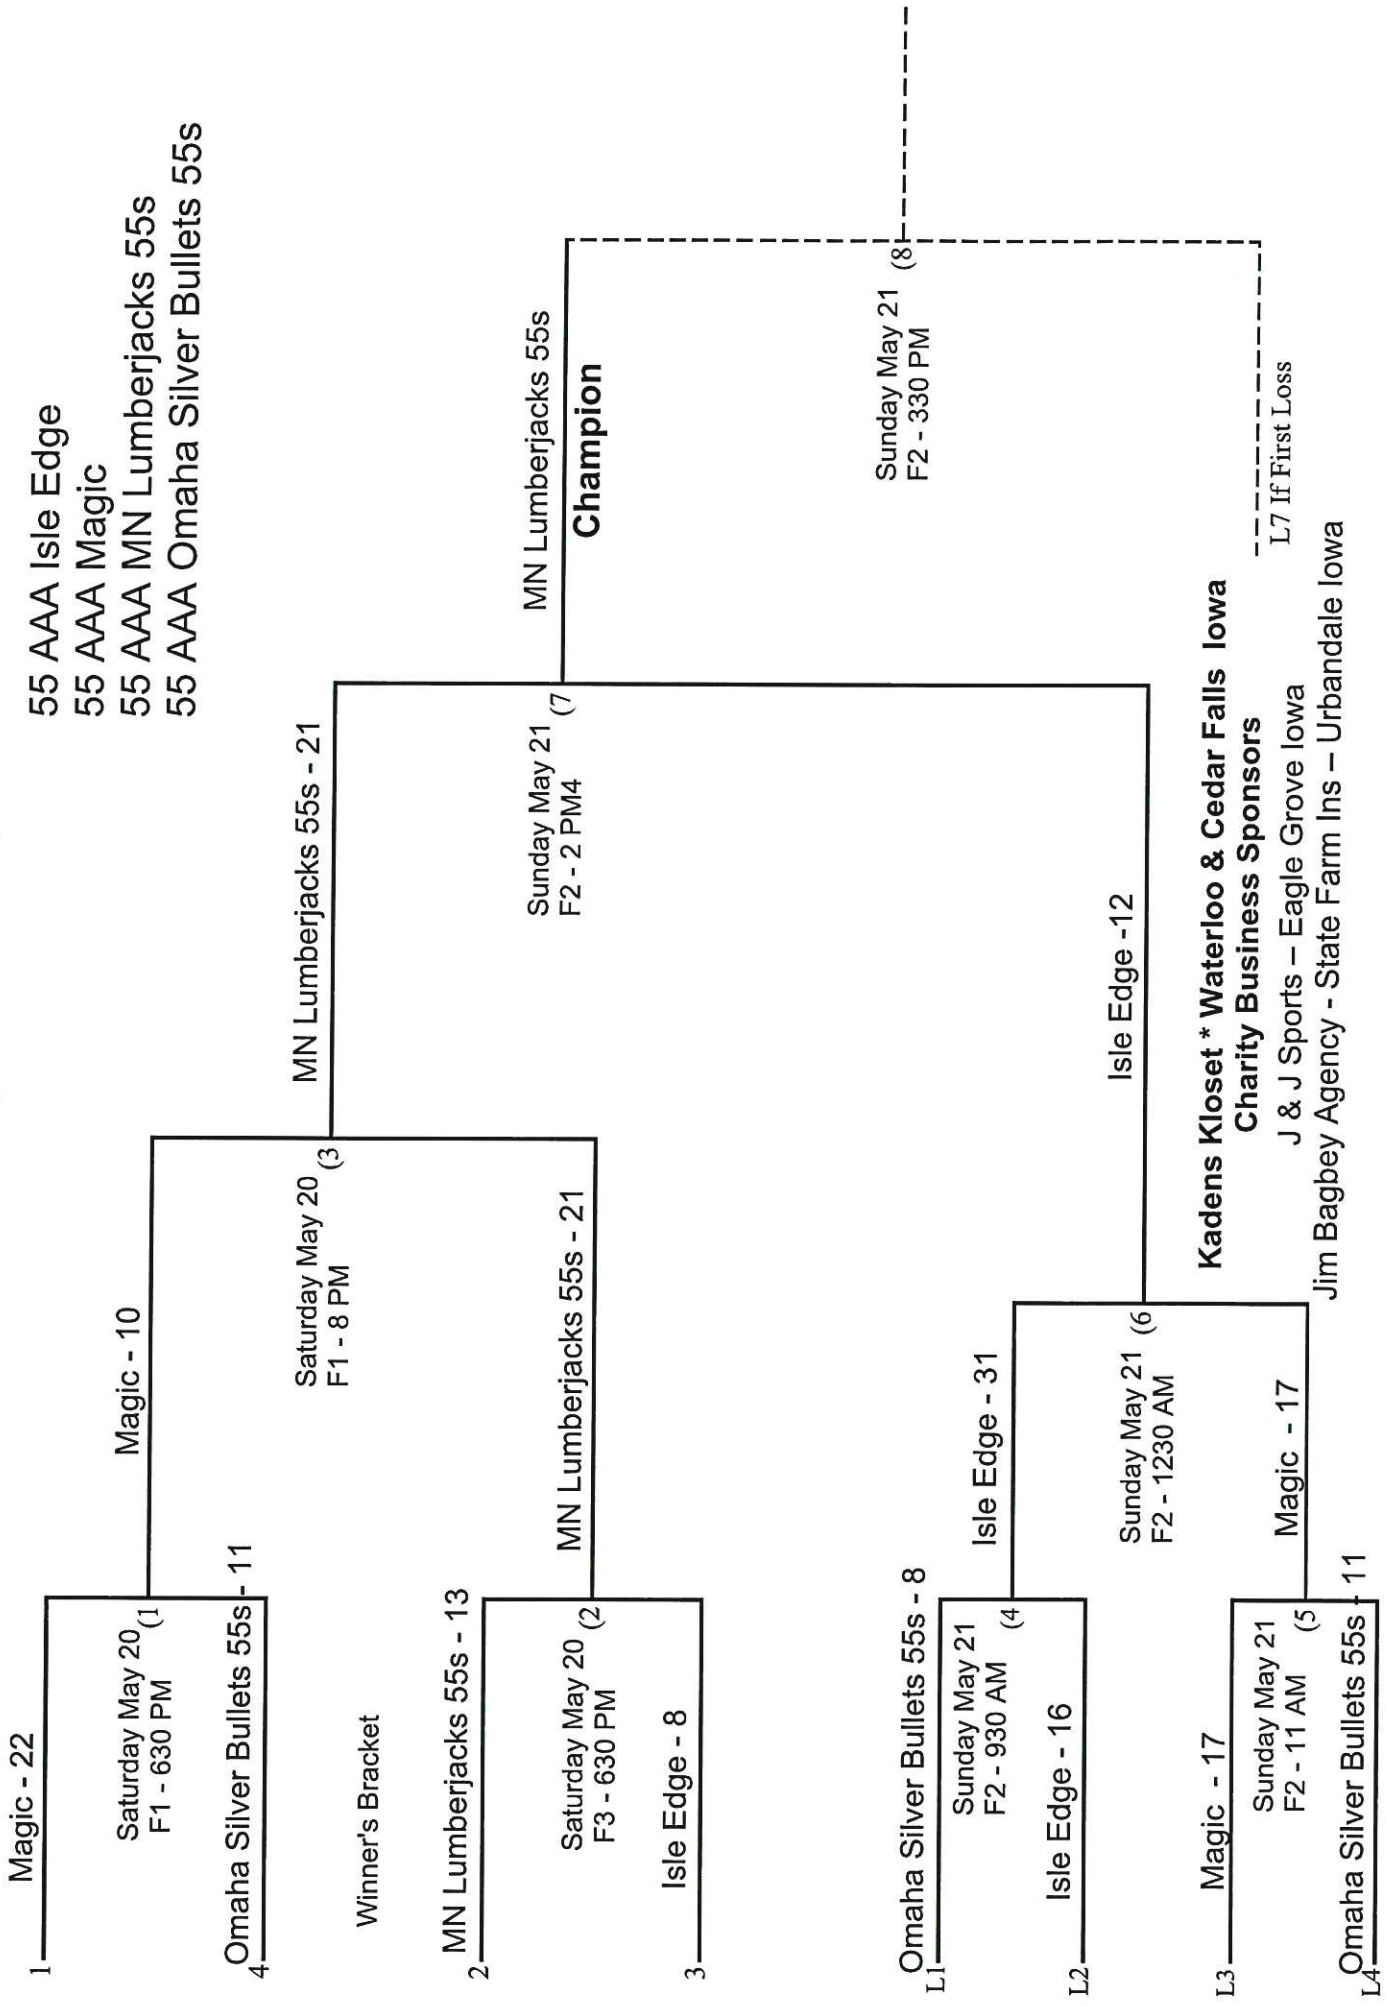 55 AAA Isle Edge
55 AAA Magic
55 AAA MN Lumberjacks 55s
55 AAA Omaha Silver Bullets 55s
1
Magic - 22
Saturday May 20
F1 - 630 PM
(1
4
Omaha Silver Bullets 55s - 11
Magic - 10
Winner's Bracket
Saturday May 20
F1 - 8 PM
(3
MN Lumberjacks 55s - 21
2
MN Lumberjacks 55s - 13
Saturday May 20
F3 - 630 PM
(2
3
Isle Edge - 8
MN Lumberjacks 55s - 21
Sunday May 21
F2 - 2 PM4
(7
MN Lumberjacks 55s
Champion
Sunday May 21
F2 - 330 PM
(8
L7 If First Loss
L1
Omaha Silver Bullets 55s - 8
Sunday May 21
F2 - 930 AM
(4
L2
Isle Edge - 16
Isle Edge - 31
Sunday May 21
F2 - 1230 AM
(6
Isle Edge -12
L3
Magic - 17
Sunday May 21
F2 - 11 AM
(5
L4
Omaha Silver Bullets 55s - 11
Magic - 17
Kadens Kloset * Waterloo & Cedar Falls Iowa
Charity Business Sponsors
J & J Sports – Eagle Grove Iowa
Jim Bagbey Agency - State Farm Ins – Urbandale Iowa